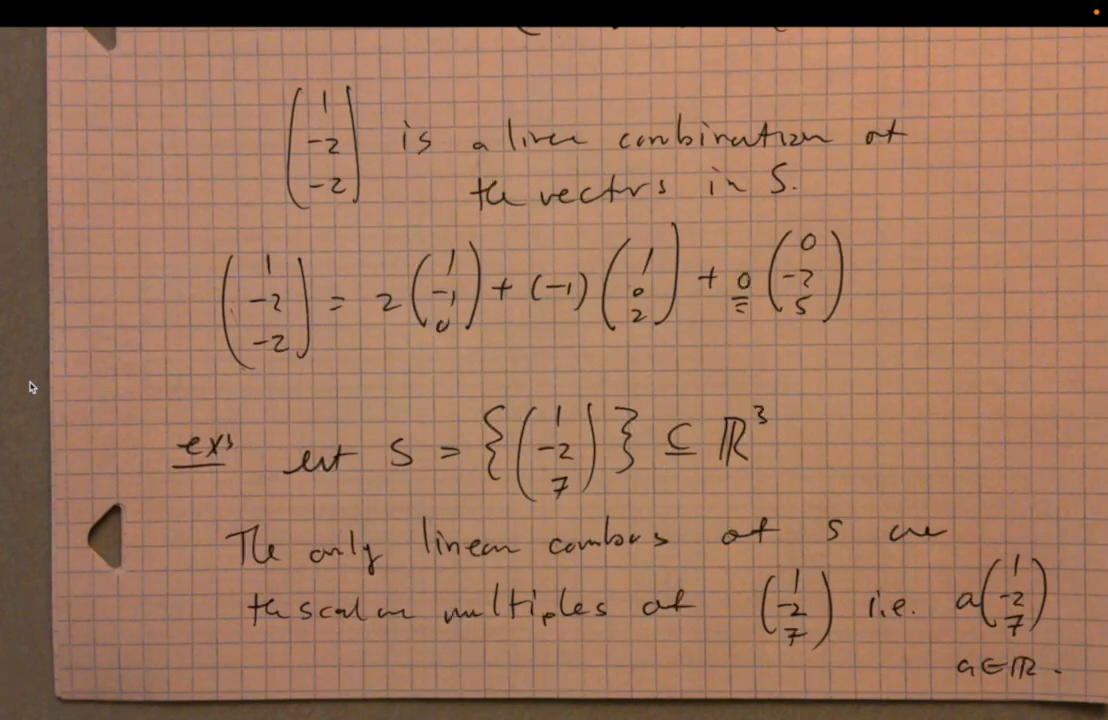 (1 -2 -2) is a linear combination of
the vectors in S.
(1 -2 -2) = 2 (1 -1 0) + (-1) (1 0 2) + 0 (0 -2 5)
exs let S = {(1 -2 7)} ⊆ ℝ³
The only linear combos of S are
the scalar multiples of (1 -2 7) i.e. a (1 -2 7)
a ∈ ℝ.